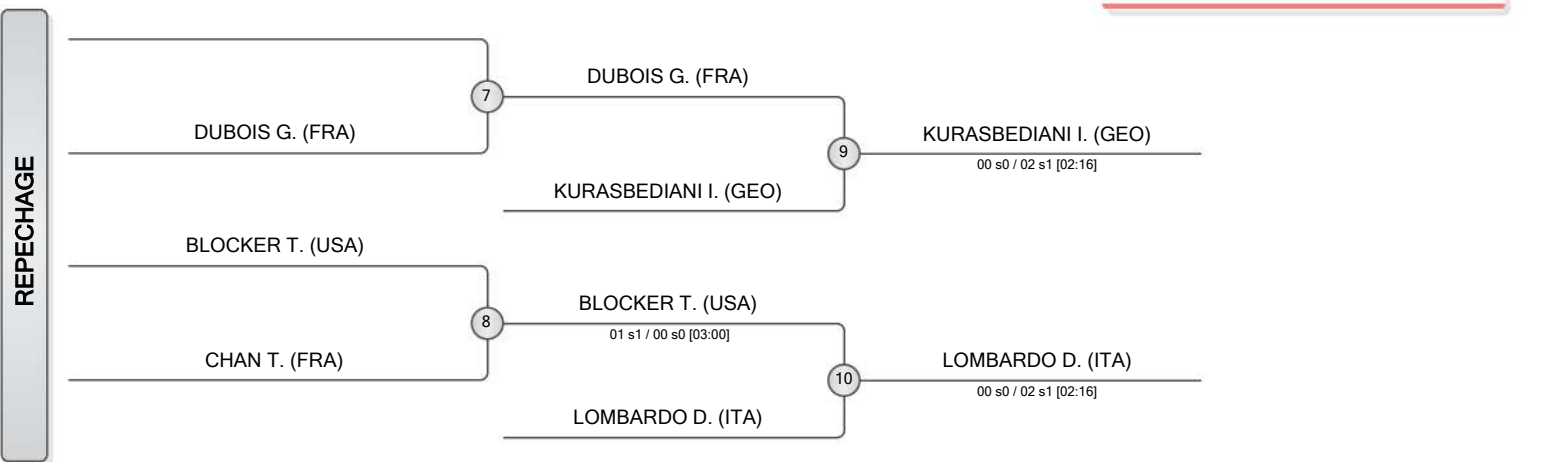 REPECHAGE
DUBOIS G. (FRA)
7
DUBOIS G. (FRA)
KURASBEDIANI I. (GEO)
9
KURASBEDIANI I. (GEO)
00 s0 / 02 s1 [02:16]
BLOCKER T. (USA)
CHAN T. (FRA)
8
BLOCKER T. (USA)
01 s1 / 00 s0 [03:00]
LOMBARDO D. (ITA)
10
LOMBARDO D. (ITA)
00 s0 / 02 s1 [02:16]